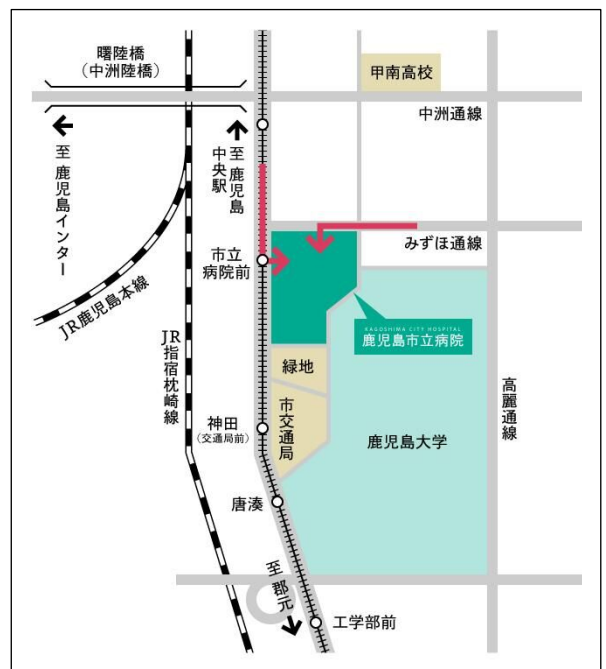 曙陸橋
（中洲陸橋）
甲南高校
中洲通線
至 鹿児島インター
至 鹿児島
中央駅
みずほ通線
市立
病院前
JR鹿児島本線
KAGOSHIMA CITY HOSPITAL
鹿児島市立病院
JR指宿枕崎線
緑地
高麗通線
市交通局
神田
（交通局前）
鹿児島大学
唐湊
至 郡元
工学部前